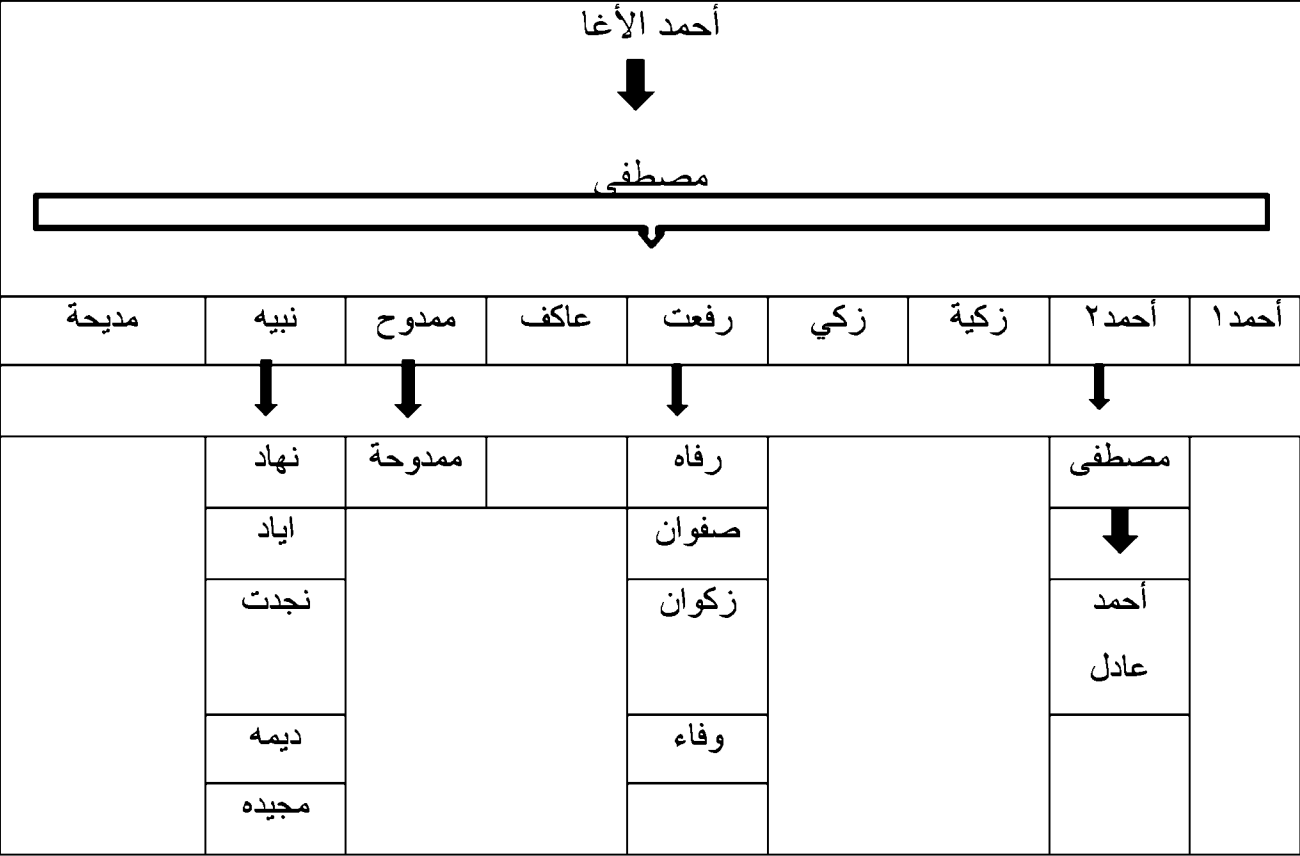 أحمد الأغا
مصطفى
أحمد١ أحمد٢ زكية زكي رفعت عاكف ممدوح نبيه مديحة
مصطفى رفاه ممدوحة نهاد
صفوان اياد
أحمد زكوان نجدت
عادل
وفاء ديمه
مجيده